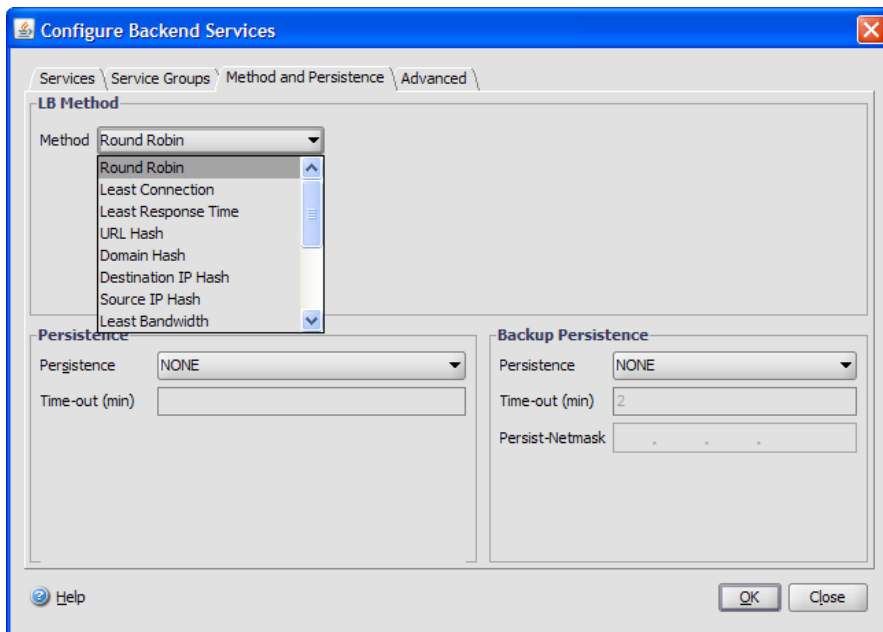 Configure Backend Services
Services Service Groups Method and Persistence Advanced
LB Method
Method Round Robin
Round Robin
Least Connection
Least Response Time
URL Hash
Domain Hash
Destination IP Hash
Source IP Hash
Least Bandwidth
Persistence
Persistence NONE
Time-out (min)
Backup Persistence
Persistence NONE
Time-out (min) 2
Persist-Netmask . . .
Help OK Close